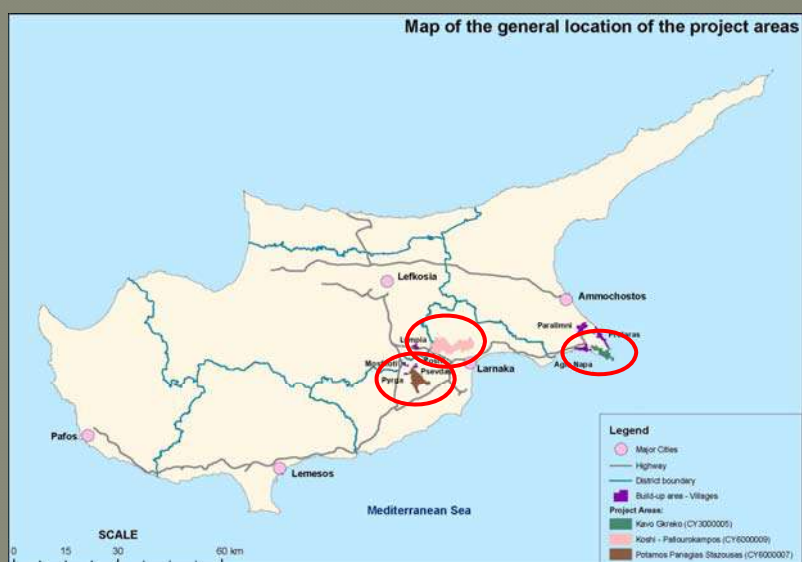 Map of the general location of the project areas
Lefkosia
Ammochostos
Paralimni
Protaras
Agia Napa
Larnaka
Pyrga
Pafos
Lemesos
Mediterranean Sea
SCALE
0 15 30 60 km
Legend
Major Cities
Highway
District boundary
Build-up area - Villages
Project Areas:
Kavo Gkreko (CY3000005)
Koshi - Pallourokampos (CY6000009)
Potamos Panagias Stazousas (CY6000007)